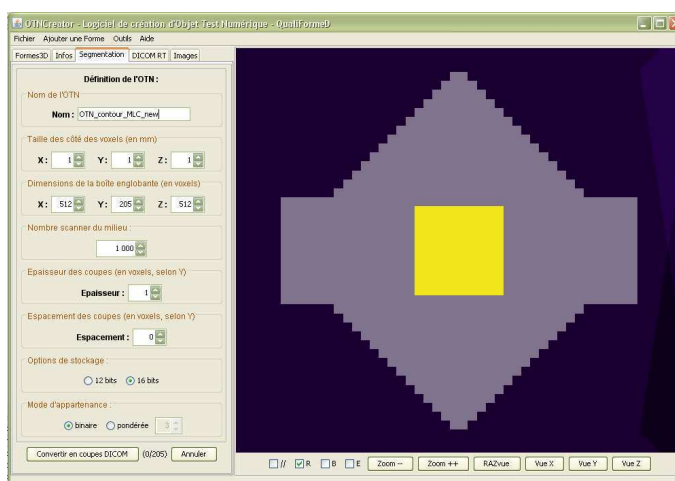 OTNCreator - Logiciel de création d'Objet Test Numérique - QualiFormeD
Fichier Ajouter une Forme Outils Aide
Formes3D Infos Segmentation DICOM RT Images
Définition de l'OTN :
Nom de l'OTN
Nom : OTN_contour_MLC_new
Taille des côté des voxels (en mm)
X : 1 Y : 1 Z : 1
Dimensions de la boîte englobante (en voxels)
X : 512 Y : 205 Z : 512
Nombre scanner du milieu :
1 000
Epaisseur des coupes (en voxels, selon Y)
Epaisseur : 1
Espacement des coupes (en voxels, selon Y)
Espacement : 0
Options de stockage :
12 bits 16 bits
Mode d'appartenance :
binaire pondérée 3
Convertir en coupes DICOM (0/205) Annuler
// R B E Zoom -- Zoom ++ RAZvue Vue X Vue Y Vue Z